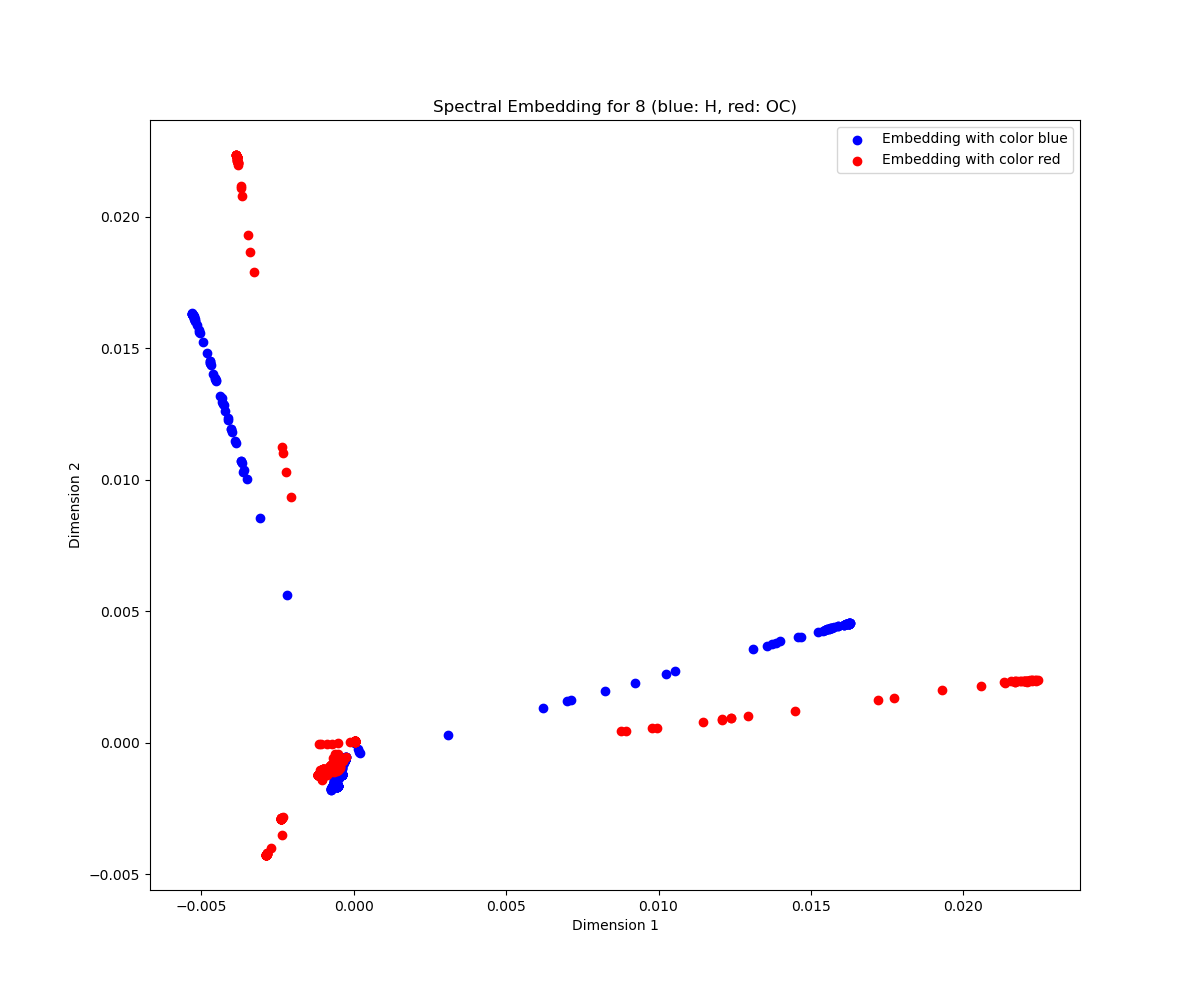 Spectral Embedding for 8 (blue: H, red: OC)
Embedding with color blue
Embedding with color red
0.020
0.015
0.010
0.005
0.000
−0.005
Dimension 2
−0.005 0.000 0.005 0.010 0.015 0.020
Dimension 1